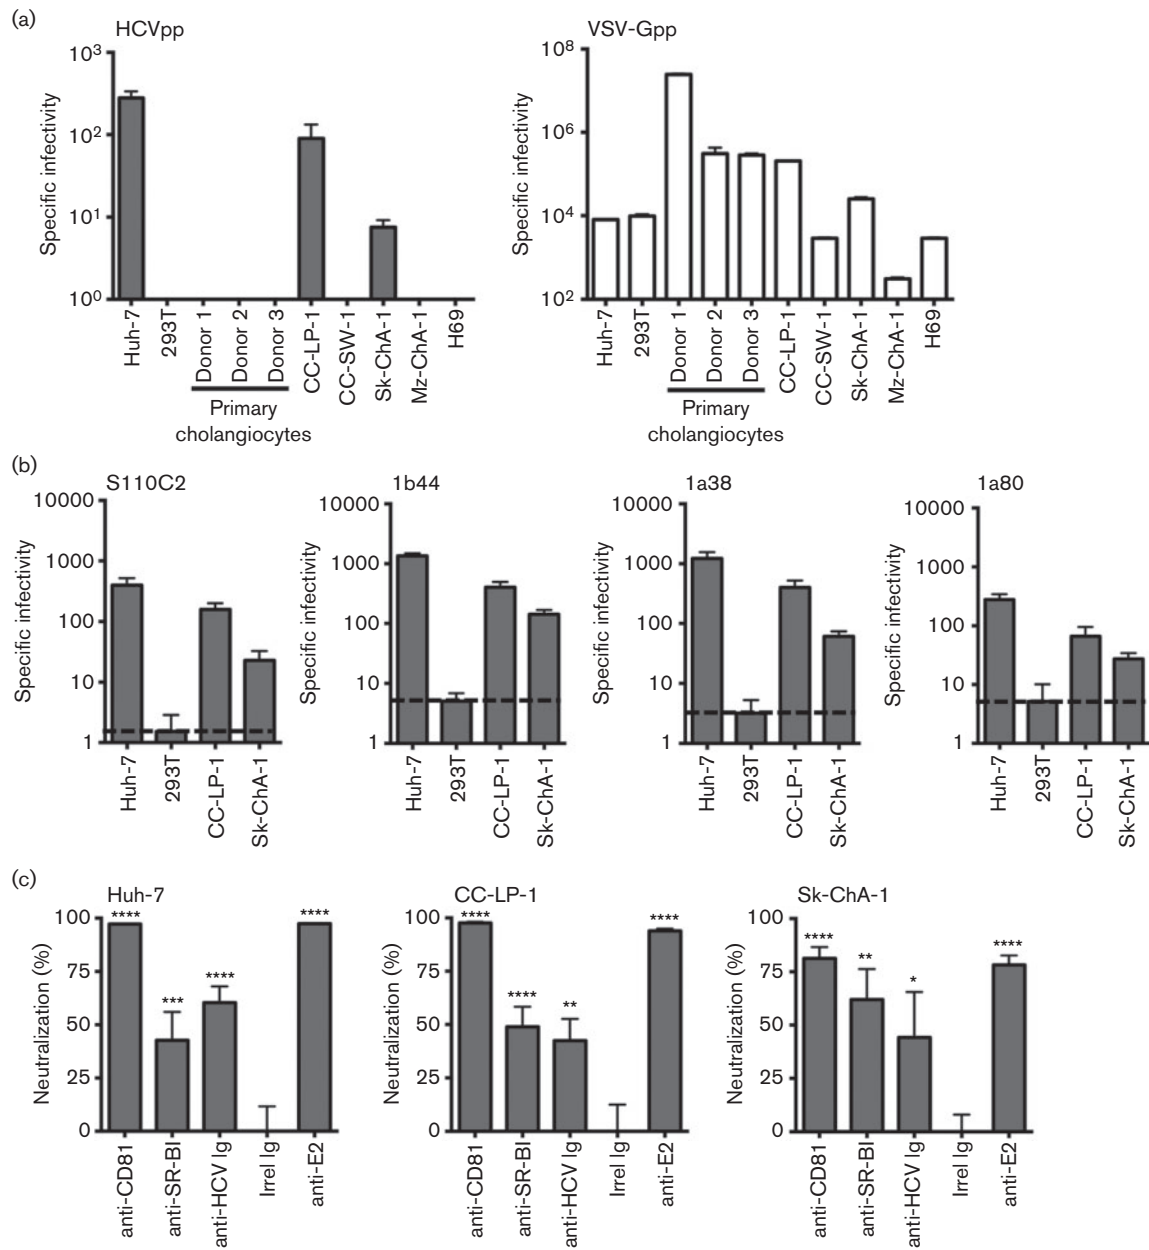 (a)
HCVpp
Specific infectivity
10³
10²
10¹
10⁰
Huh-7
293T
Donor 1
Donor 2
Donor 3
CC-LP-1
CC-SW-1
Sk-ChA-1
Mz-ChA-1
H69
Primary
cholangiocytes
VSV-Gpp
Specific infectivity
10⁸
10⁶
10⁴
10²
Huh-7
293T
Donor 1
Donor 2
Donor 3
CC-LP-1
CC-SW-1
Sk-ChA-1
Mz-ChA-1
H69
Primary
cholangiocytes
(b)
S110C2
Specific infectivity
10000
1000
100
10
1
Huh-7
293T
CC-LP-1
Sk-ChA-1
1b44
Specific infectivity
10000
1000
100
10
1
Huh-7
293T
CC-LP-1
Sk-ChA-1
1a38
Specific infectivity
10000
1000
100
10
1
Huh-7
293T
CC-LP-1
Sk-ChA-1
1a80
Specific infectivity
10000
1000
100
10
1
Huh-7
293T
CC-LP-1
Sk-ChA-1
(c)
Huh-7
Neutralization (%)
100
75
50
25
0
****
***
****
****
anti-CD81
anti-SR-BI
anti-HCV Ig
Irrel Ig
anti-E2
CC-LP-1
Neutralization (%)
100
75
50
25
0
****
****
**
****
anti-CD81
anti-SR-BI
anti-HCV Ig
Irrel Ig
anti-E2
Sk-ChA-1
Neutralization (%)
100
75
50
25
0
****
**
*
****
anti-CD81
anti-SR-BI
anti-HCV Ig
Irrel Ig
anti-E2